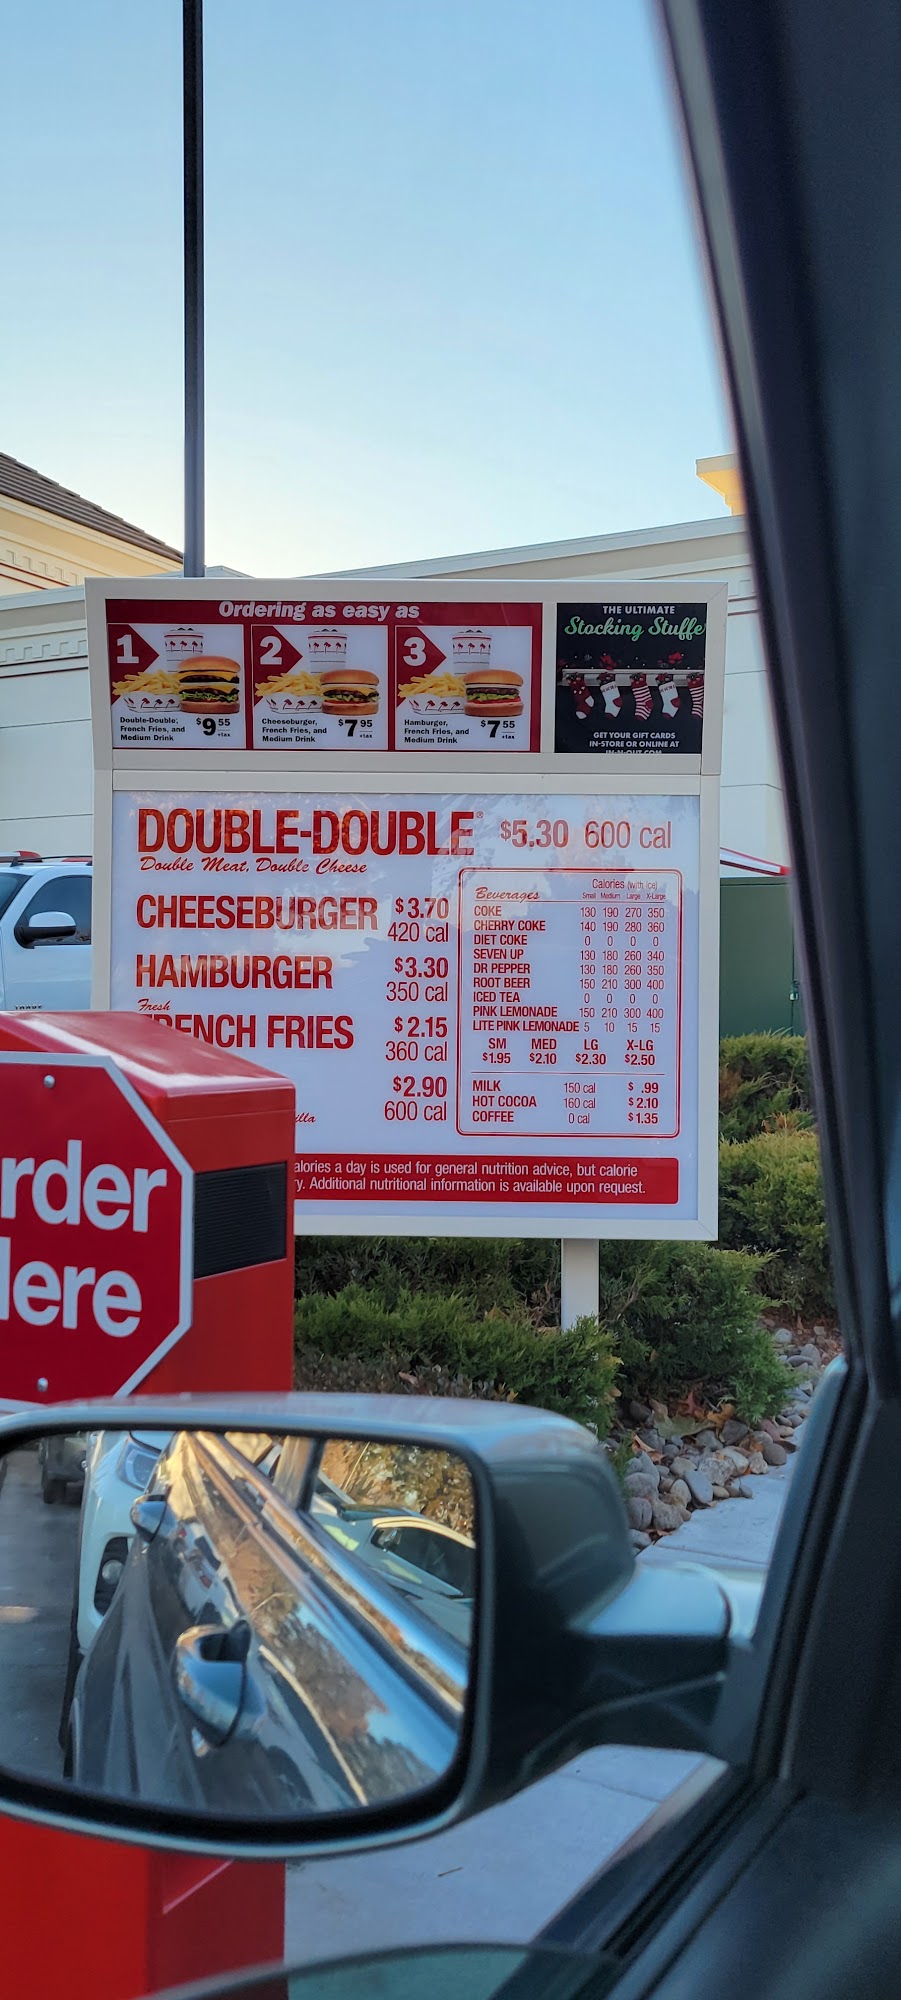 Ordering as easy as
1
Double-Double,
French Fries, and
Medium Drink
$9 55
+tax
2
Cheeseburger,
French Fries, and
Medium Drink
$7 95
+tax
3
Hamburger,
French Fries, and
Medium Drink
$7 55
+tax
THE ULTIMATE
Stocking Stuffe
GET YOUR GIFT CARDS
IN-STORE OR ONLINE AT
IN-N-OUT.COM
DOUBLE-DOUBLE® $5.30 600 cal
Double Meat, Double Cheese
CHEESEBURGER $3.70
420 cal
HAMBURGER $3.30
350 cal
Fresh
FRENCH FRIES $2.15
360 cal
$2.90
600 cal
illa
Beverages Calories (with ice)
Small Medium Large X-Large
COKE 130 190 270 350
CHERRY COKE 140 190 280 360
DIET COKE 0 0 0 0
SEVEN UP 130 180 260 340
DR PEPPER 130 180 260 350
ROOT BEER 150 210 300 400
ICED TEA 0 0 0 0
PINK LEMONADE 150 210 300 400
LITE PINK LEMONADE 5 10 15 15
SM MED LG X-LG
$1.95 $2.10 $2.30 $2.50
MILK 150 cal $ .99
HOT COCOA 160 cal $2.10
COFFEE 0 cal $1.35
alories a day is used for general nutrition advice, but calorie
ry. Additional nutritional information is available upon request.
rder
Here